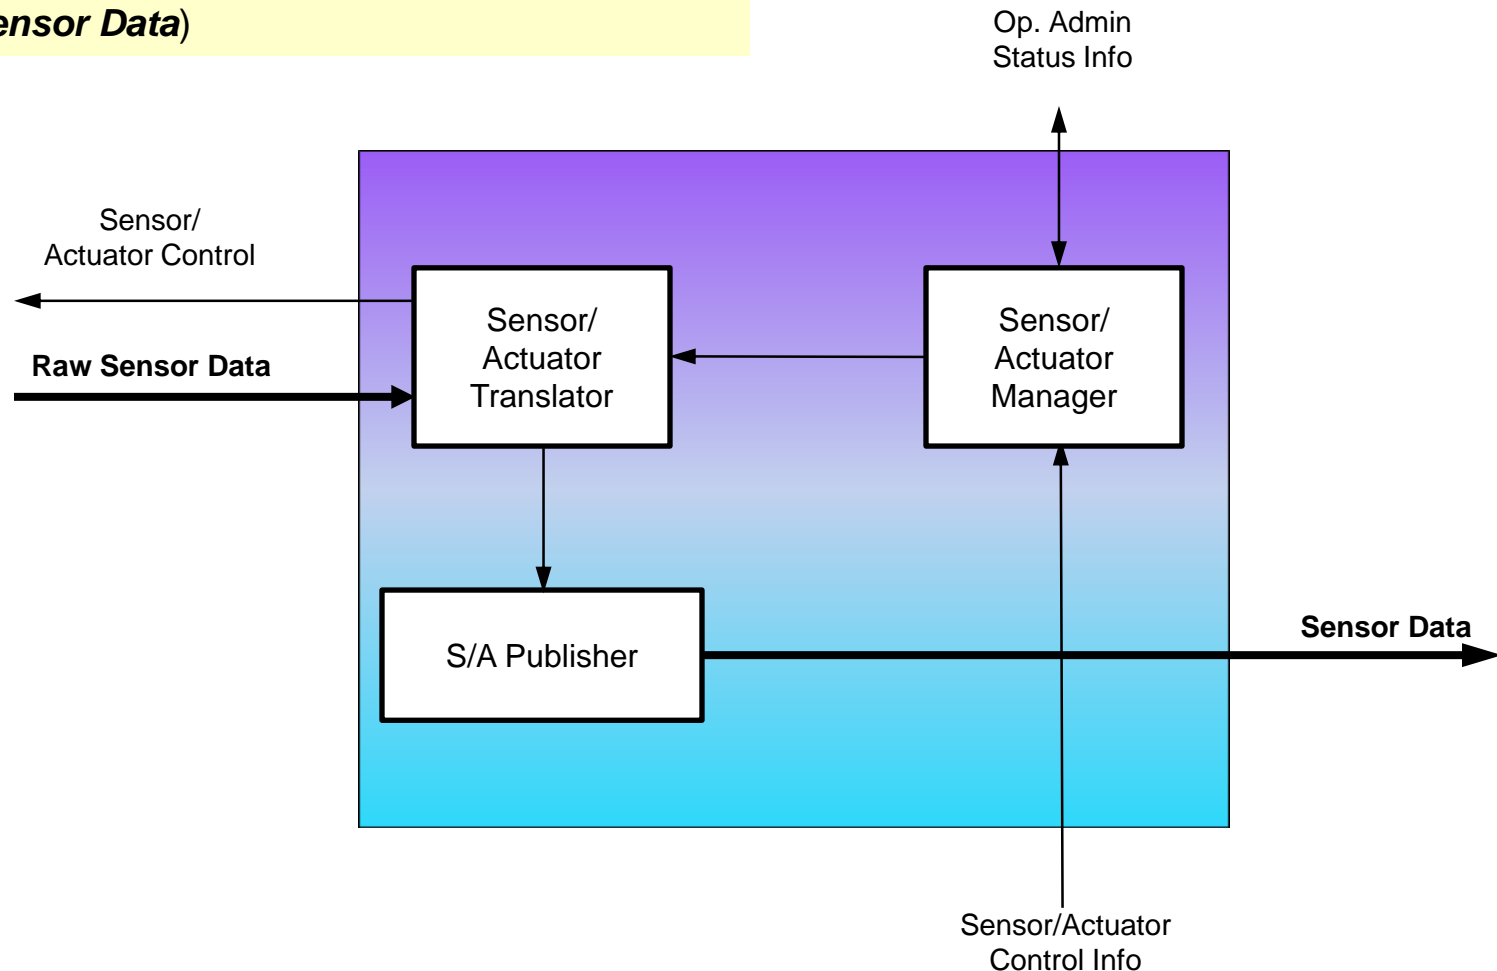 ensor Data)
Op. Admin
Status Info
Sensor/
Actuator Control
Raw Sensor Data
Sensor/
Actuator
Translator
Sensor/
Actuator
Manager
S/A Publisher
Sensor Data
Sensor/Actuator
Control Info